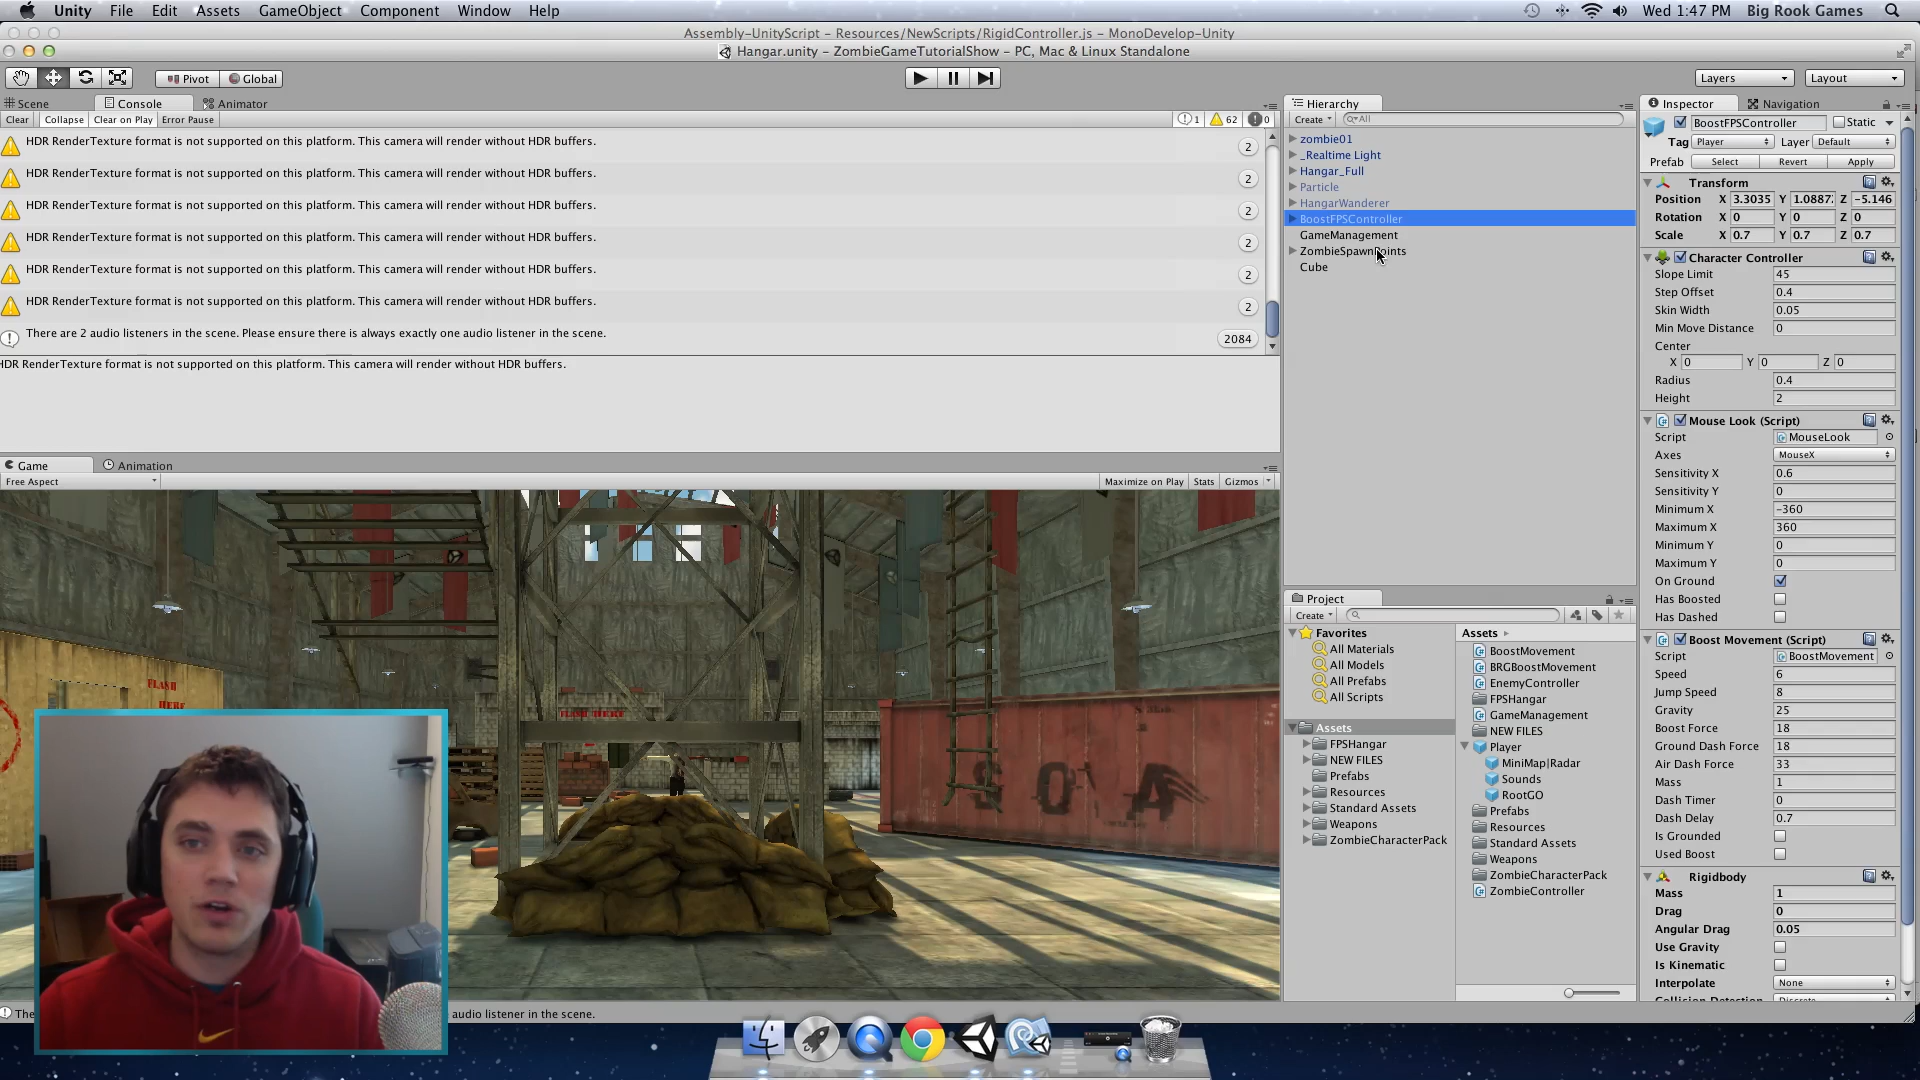 Unity File Edit Assets GameObject Component Window Help Wed 1:47 PM Big Rook Games
Assembly-UnityScript – Resources/NewScripts/RigidController.js – MonoDevelop-Unity
Hangar.unity – ZombieGameTutorialShow – PC, Mac & Linux Standalone
Pivot Global Layers Layout
Scene Console Animator
Clear Collapse Clear on Play Error Pause 1 62 0
HDR RenderTexture format is not supported on this platform. This camera will render without HDR buffers. 2
HDR RenderTexture format is not supported on this platform. This camera will render without HDR buffers. 2
HDR RenderTexture format is not supported on this platform. This camera will render without HDR buffers. 2
HDR RenderTexture format is not supported on this platform. This camera will render without HDR buffers. 2
HDR RenderTexture format is not supported on this platform. This camera will render without HDR buffers. 2
HDR RenderTexture format is not supported on this platform. This camera will render without HDR buffers. 2
There are 2 audio listeners in the scene. Please ensure there is always exactly one audio listener in the scene. 2084
HDR RenderTexture format is not supported on this platform. This camera will render without HDR buffers.
Game Animation
Free Aspect Maximize on Play Stats Gizmos
FLASH
HERE
SOVA
audio listener in the scene.
Hierarchy
Create All
zombie01
_Realtime Light
Hangar_Full
Particle
HangarWanderer
BoostFPSController
GameManagement
ZombieSpawnPoints
Cube
Project
Create
Favorites
All Materials
All Models
All Prefabs
All Scripts
Assets
FPSHangar
NEW FILES
Prefabs
Resources
Standard Assets
Weapons
ZombieCharacterPack
Assets
BoostMovement
BRGBoostMovement
EnemyController
FPSHangar
GameManagement
NEW FILES
Player
MiniMap|Radar
Sounds
RootGO
Prefabs
Resources
Standard Assets
Weapons
ZombieCharacterPack
ZombieController
Inspector Navigation
BoostFPSController Static
Tag Player Layer Default
Prefab Select Revert Apply
Transform
Position X 3.3035 Y 1.0887 Z -5.146
Rotation X 0 Y 0 Z 0
Scale X 0.7 Y 0.7 Z 0.7
Character Controller
Slope Limit 45
Step Offset 0.4
Skin Width 0.05
Min Move Distance 0
Center
X 0 Y 0 Z 0
Radius 0.4
Height 2
Mouse Look (Script)
Script MouseLook
Axes MouseX
Sensitivity X 0.6
Sensitivity Y 0
Minimum X -360
Maximum X 360
Minimum Y 0
Maximum Y 0
On Ground
Has Boosted
Has Dashed
Boost Movement (Script)
Script BoostMovement
Speed 6
Jump Speed 8
Gravity 25
Boost Force 18
Ground Dash Force 18
Air Dash Force 33
Mass 1
Dash Timer 0
Dash Delay 0.7
Is Grounded
Used Boost
Rigidbody
Mass 1
Drag 0
Angular Drag 0.05
Use Gravity
Is Kinematic
Interpolate None
Collision Detection Discrete